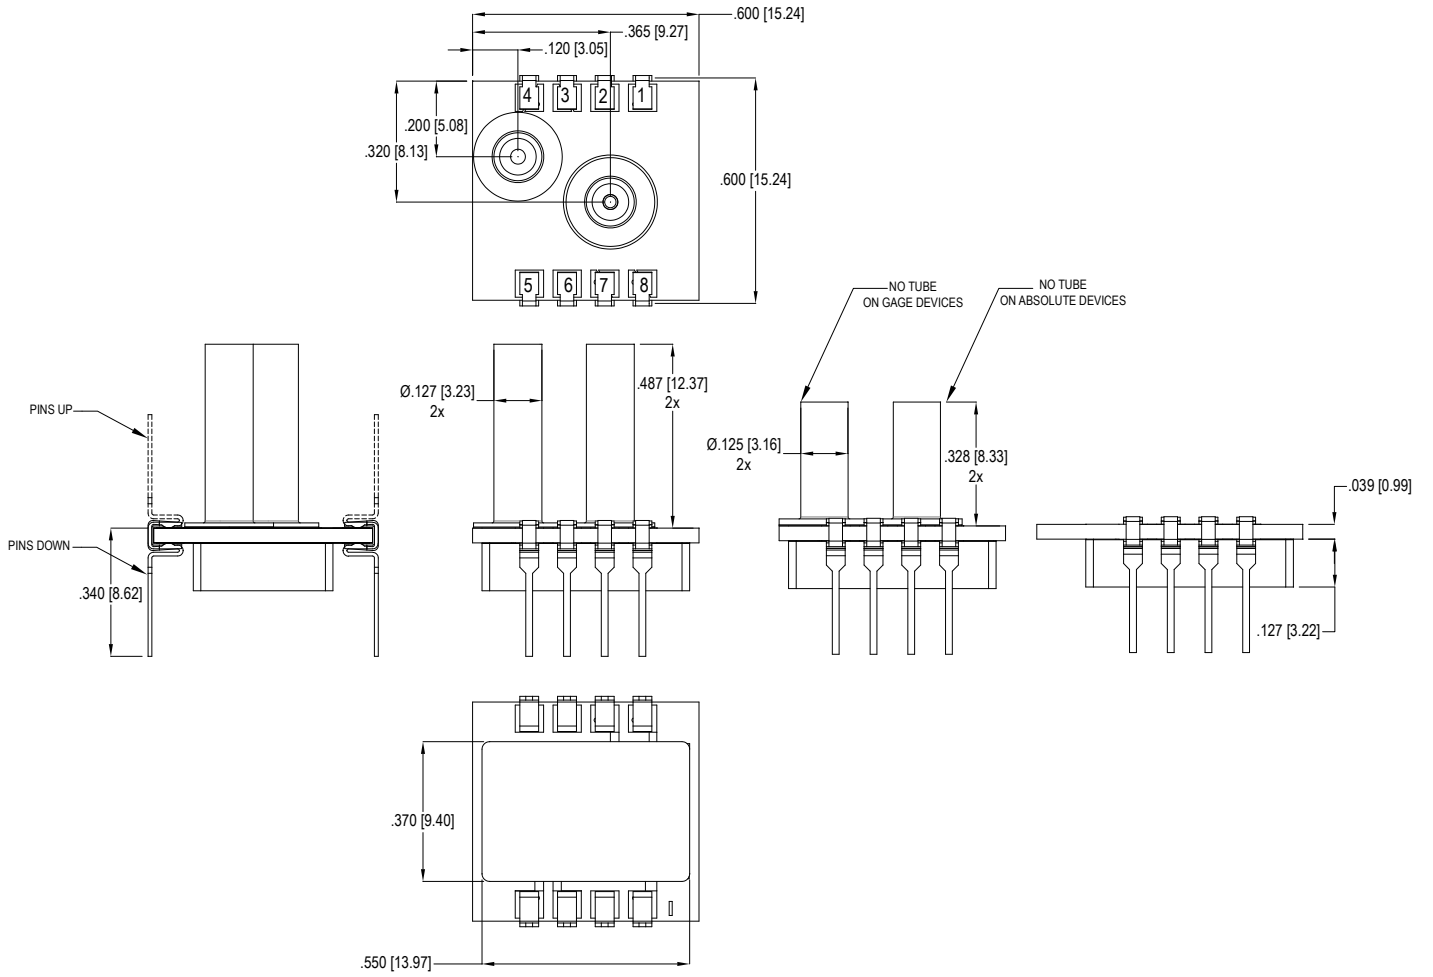 .600 [15.24]
.365 [9.27]
.120 [3.05]
4 3 2 1
.200 [5.08]
.320 [8.13]
.600 [15.24]
5 6 7 8
NO TUBE
ON GAGE DEVICES
NO TUBE
ON ABSOLUTE DEVICES
PINS UP
PINS DOWN
.340 [8.62]
Ø.127 [3.23]
2x
.487 [12.37]
2x
Ø.125 [3.16]
2x
.328 [8.33]
2x
.039 [0.99]
.127 [3.22]
.370 [9.40]
.550 [13.97]